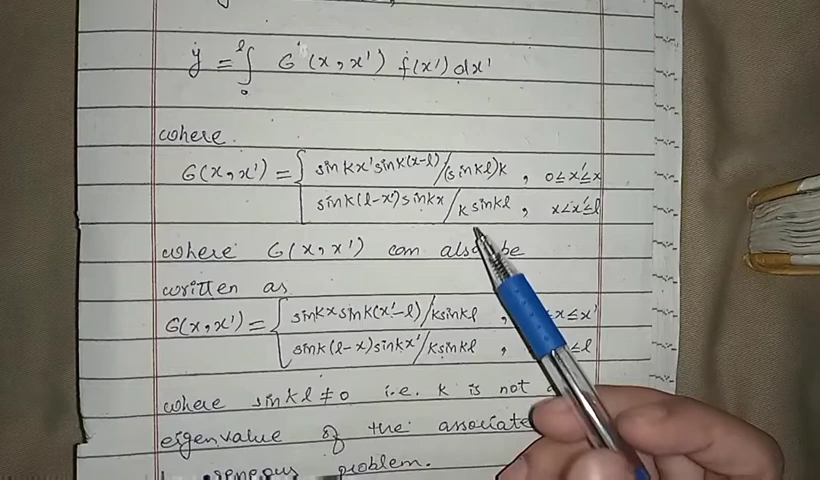 y = ∫₀ˡ G(x, x') f(x') dx'
where
G(x, x') = { sin kx' sin k(x-l)/(sin kl)k , 0≤x'≤x
sin k(l-x') sin kx/k sin kl , x<x'≤l
where G(x, x') can also be
written as
G(x, x') = { sin kx sin k(x'-l)/k sin kl , ≤x≤x'
sin k(l-x) sin kx'/k sin kl , ≤l
where sin kl ≠ 0 i.e. k is not
eigenvalue of the associate
problem.